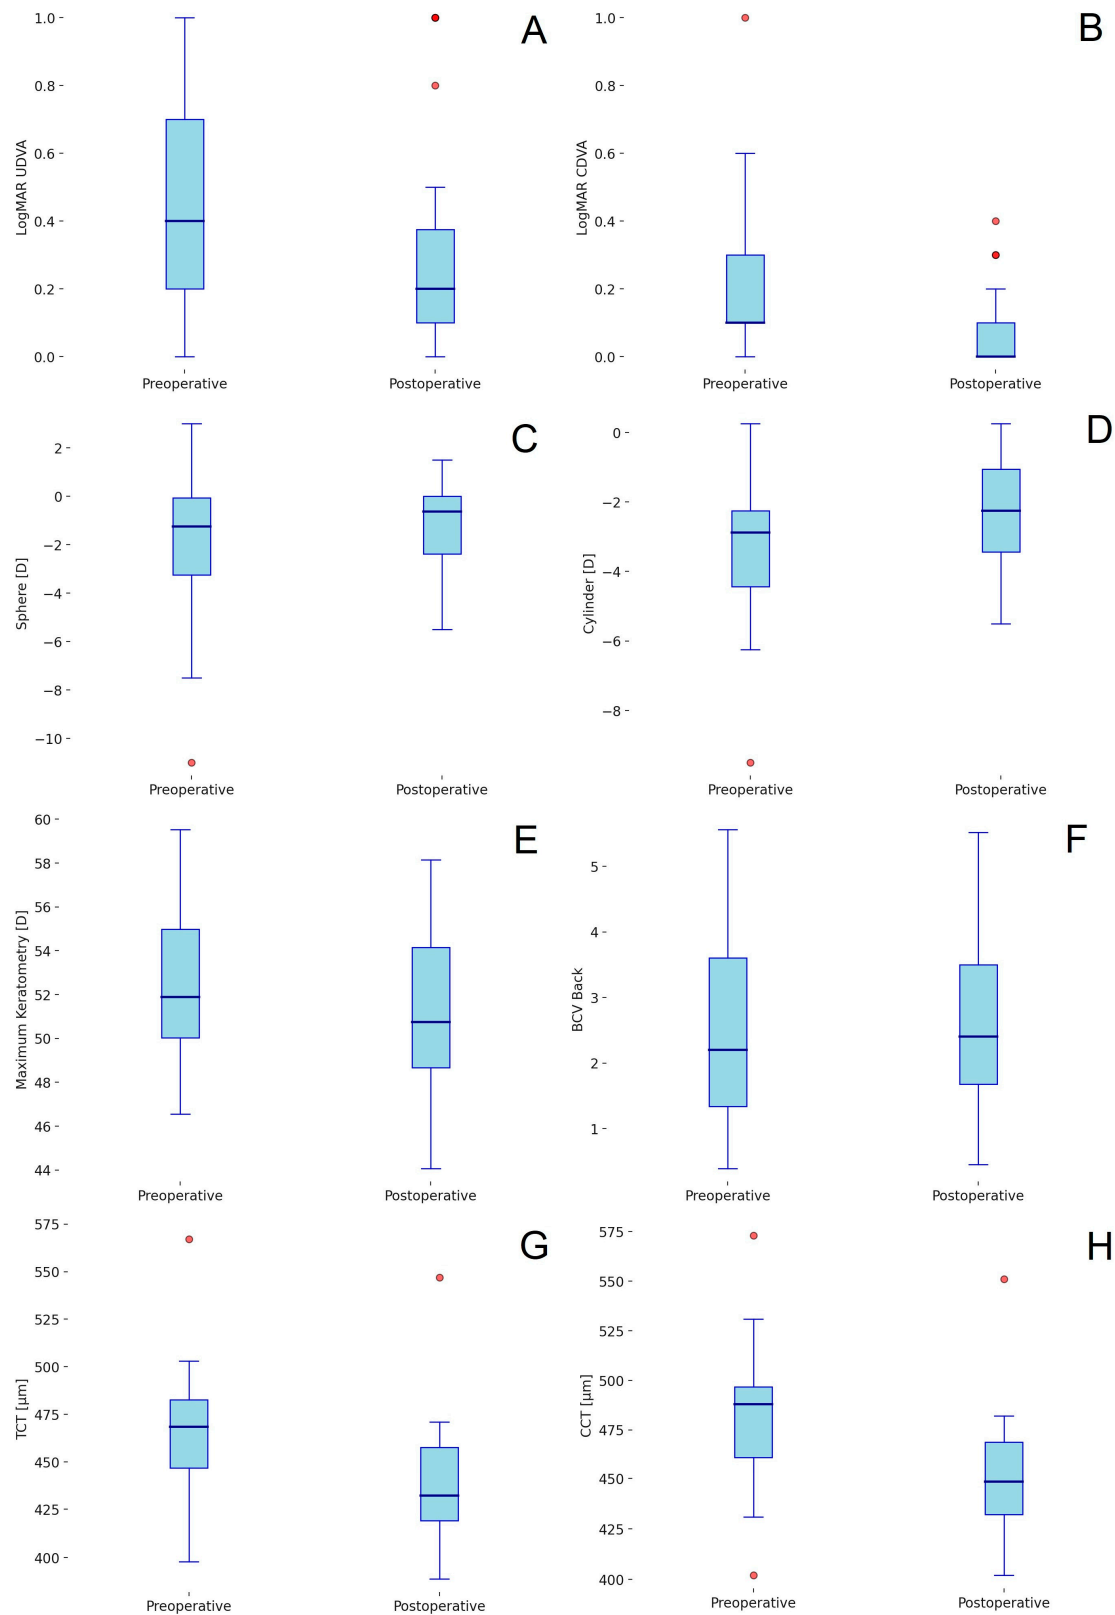 A
1.0
0.8
0.6
0.4
0.2
0.0
LogMAR UDVA
Preoperative
Postoperative
B
1.0
0.8
0.6
0.4
0.2
0.0
LogMAR CDVA
Preoperative
Postoperative
C
2
0
−2
−4
−6
−8
−10
Sphere [D]
Preoperative
Postoperative
D
0
−2
−4
−6
−8
Cylinder [D]
Preoperative
Postoperative
E
60
58
56
54
52
50
48
46
44
Maximum Keratometry [D]
Preoperative
Postoperative
F
5
4
3
2
1
BCV Back
Preoperative
Postoperative
G
575
550
525
500
475
450
425
400
TCT [μm]
Preoperative
Postoperative
H
575
550
525
500
475
450
425
400
CCT [μm]
Preoperative
Postoperative